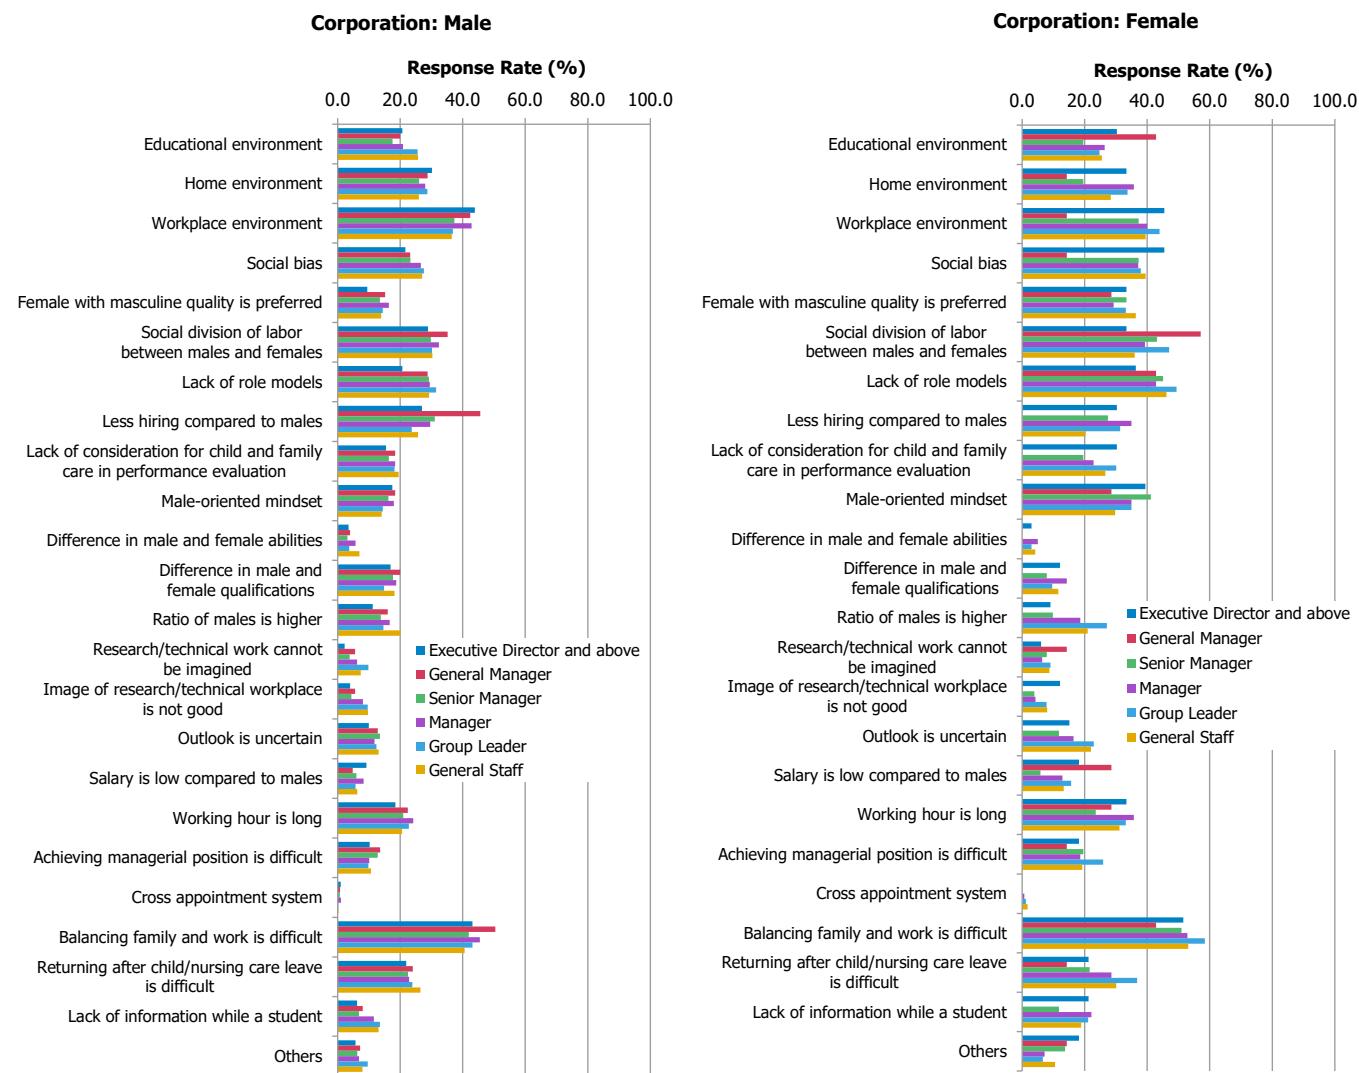 Corporation: Male
Response Rate (%)
0.0 20.0 40.0 60.0 80.0 100.0
Educational environment
Home environment
Workplace environment
Social bias
Female with masculine quality is preferred
Social division of labor
between males and females
Lack of role models
Less hiring compared to males
Lack of consideration for child and family
care in performance evaluation
Male-oriented mindset
Difference in male and female abilities
Difference in male and
female qualifications
Ratio of males is higher
Research/technical work cannot
be imagined
Image of research/technical workplace
is not good
Outlook is uncertain
Salary is low compared to males
Working hour is long
Achieving managerial position is difficult
Cross appointment system
Balancing family and work is difficult
Returning after child/nursing care leave
is difficult
Lack of information while a student
Others
Executive Director and above
General Manager
Senior Manager
Manager
Group Leader
General Staff
Corporation: Female
Response Rate (%)
0.0 20.0 40.0 60.0 80.0 100.0
Educational environment
Home environment
Workplace environment
Social bias
Female with masculine quality is preferred
Social division of labor
between males and females
Lack of role models
Less hiring compared to males
Lack of consideration for child and family
care in performance evaluation
Male-oriented mindset
Difference in male and female abilities
Difference in male and
female qualifications
Ratio of males is higher
Research/technical work cannot
be imagined
Image of research/technical workplace
is not good
Outlook is uncertain
Salary is low compared to males
Working hour is long
Achieving managerial position is difficult
Cross appointment system
Balancing family and work is difficult
Returning after child/nursing care leave
is difficult
Lack of information while a student
Others
Executive Director and above
General Manager
Senior Manager
Manager
Group Leader
General Staff